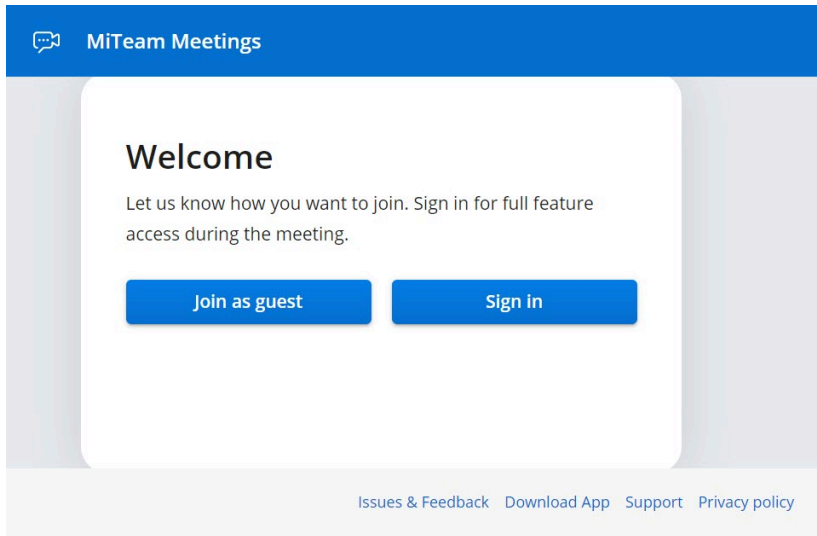 MiTeam Meetings
Welcome
Let us know how you want to join. Sign in for full feature
access during the meeting.
Join as guest Sign in
Issues & Feedback Download App Support Privacy policy